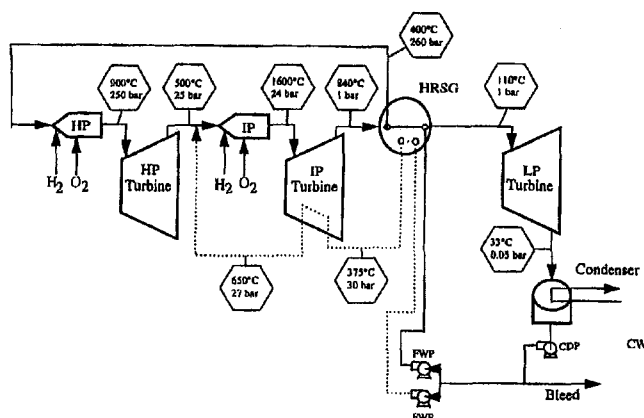 400°C
260 bar
900°C
250 bar
500°C
25 bar
1600°C
24 bar
840°C
1 bar
HRSG
110°C
1 bar
HP
IP
H2 O2
HP
Turbine
H2 O2
IP
Turbine
LP
Turbine
650°C
27 bar
375°C
30 bar
33°C
0.05 bar
Condenser
FWP
CDP
CW
Bleed
FWP